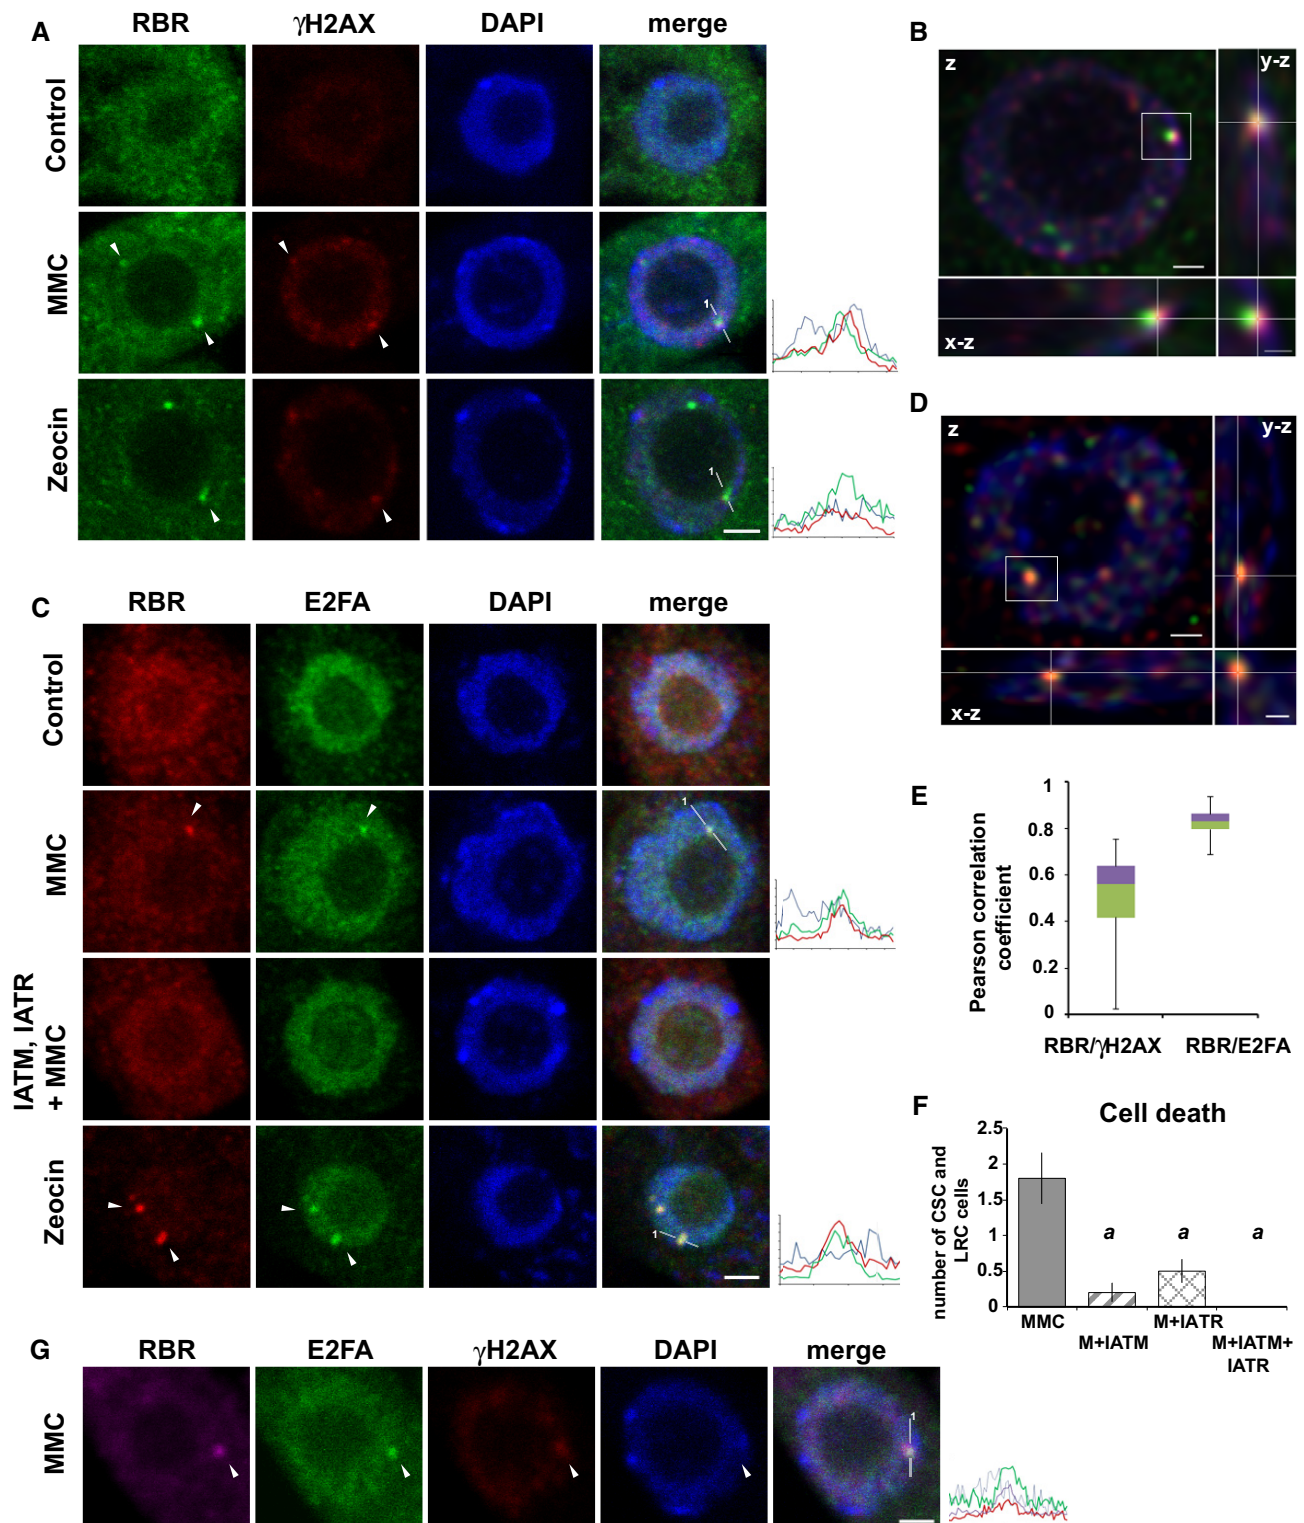 A
RBR
γH2AX
DAPI
merge
Control
MMC
1
Zeocin
1
B
z
y-z
x-z
C
RBR
E2FA
DAPI
merge
Control
MMC
1
IATM, IATR
+ MMC
Zeocin
1
D
z
y-z
x-z
E
Pearson correlation
coefficient
1
0.8
0.6
0.4
0.2
0
RBR/γH2AX
RBR/E2FA
F
Cell death
number of CSC and
LRC cells
2.5
2
1.5
1
0.5
0
a
a
a
MMC
M+IATM
M+IATR
M+IATM+
IATR
G
RBR
E2FA
γH2AX
DAPI
merge
MMC
1